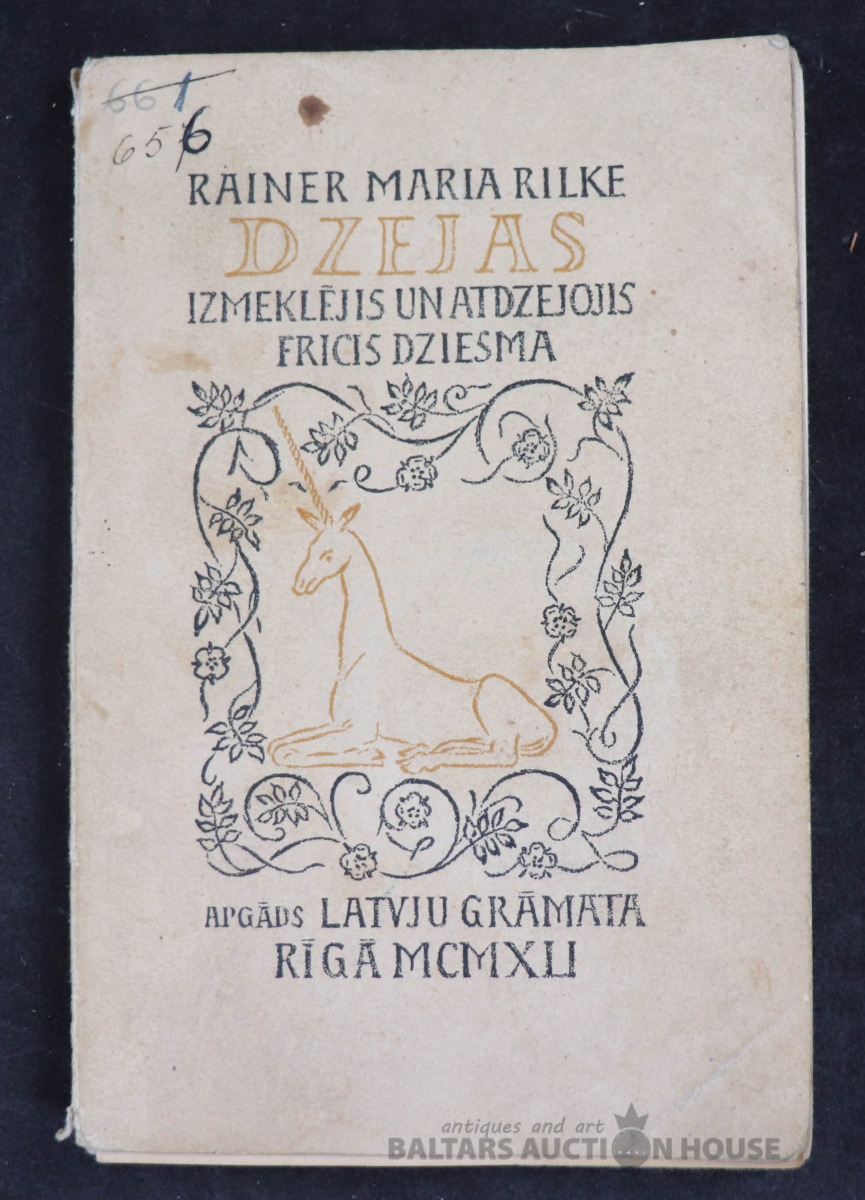 661
656
RAINER MARIA RILKE
DZEJAS
IZMEKLĒJIS UN ATDZEJOJIS
FRICIS DZIESMA
APGĀDS LATVJU GRĀMATA
RĪGĀ MCMXLI
antiques and art
BALTARS AUCTION HOUSE